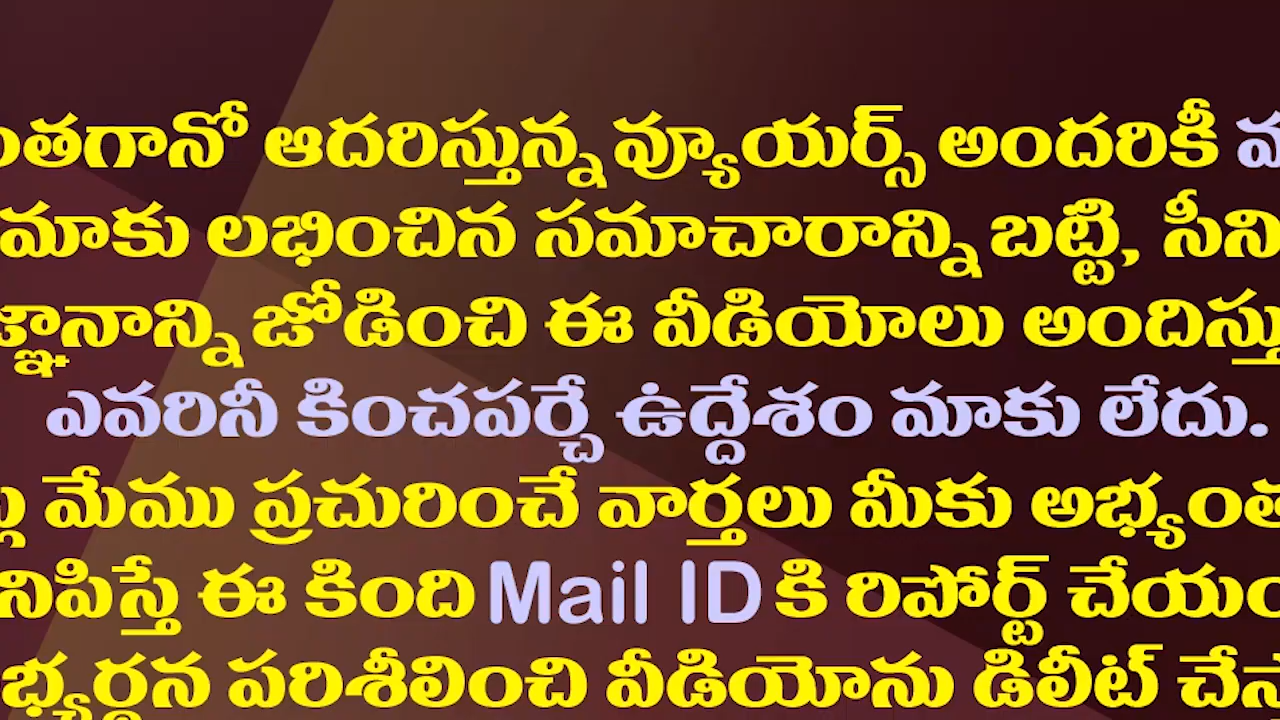 ఆదరిస్తున్న వ్యూయర్స్ అందరికీ
మాకు లభించిన సమాచారాన్ని బట్టి, సీని
జోడించి ఈ వీడియోలు
ఎవరినీ కించపర్చే ఉద్దేశం మాకు లేదు.
మేము ప్రచురించే వార్తలు మీకు
ఈ కింది Mail ID కి రిపోర్ట్
పరిశీలించి వీడియోను డిలీట్